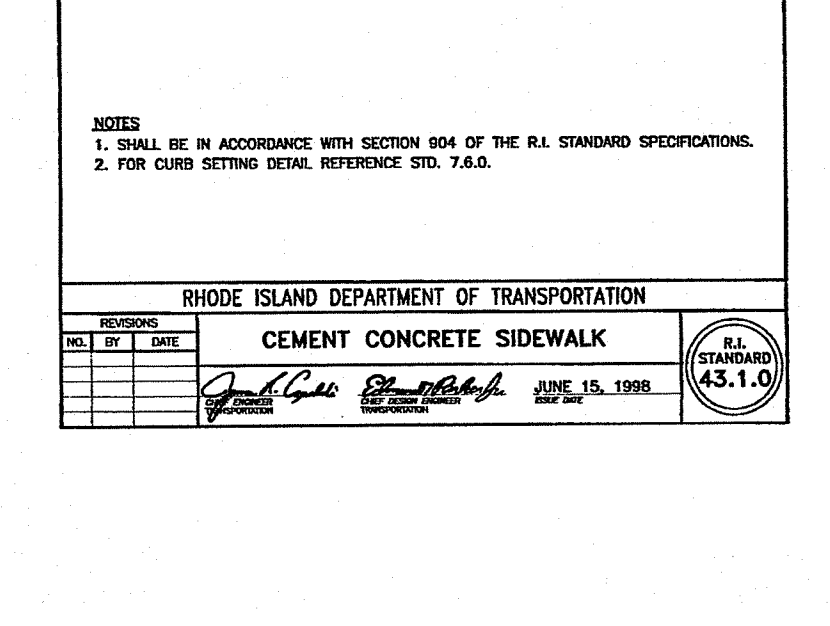 NOTES
1. SHALL BE IN ACCORDANCE WITH SECTION 904 OF THE R.I. STANDARD SPECIFICATIONS.
2. FOR CURB SETTING DETAIL REFERENCE STD. 7.6.0.
RHODE ISLAND DEPARTMENT OF TRANSPORTATION
REVISIONS
NO. BY DATE
CEMENT CONCRETE SIDEWALK
R.I.
STANDARD
43.1.0
JUNE 15, 1998
CHIEF ENGINEER
TRANSPORTATION
CHIEF DESIGN ENGINEER
TRANSPORTATION
ISSUE DATE